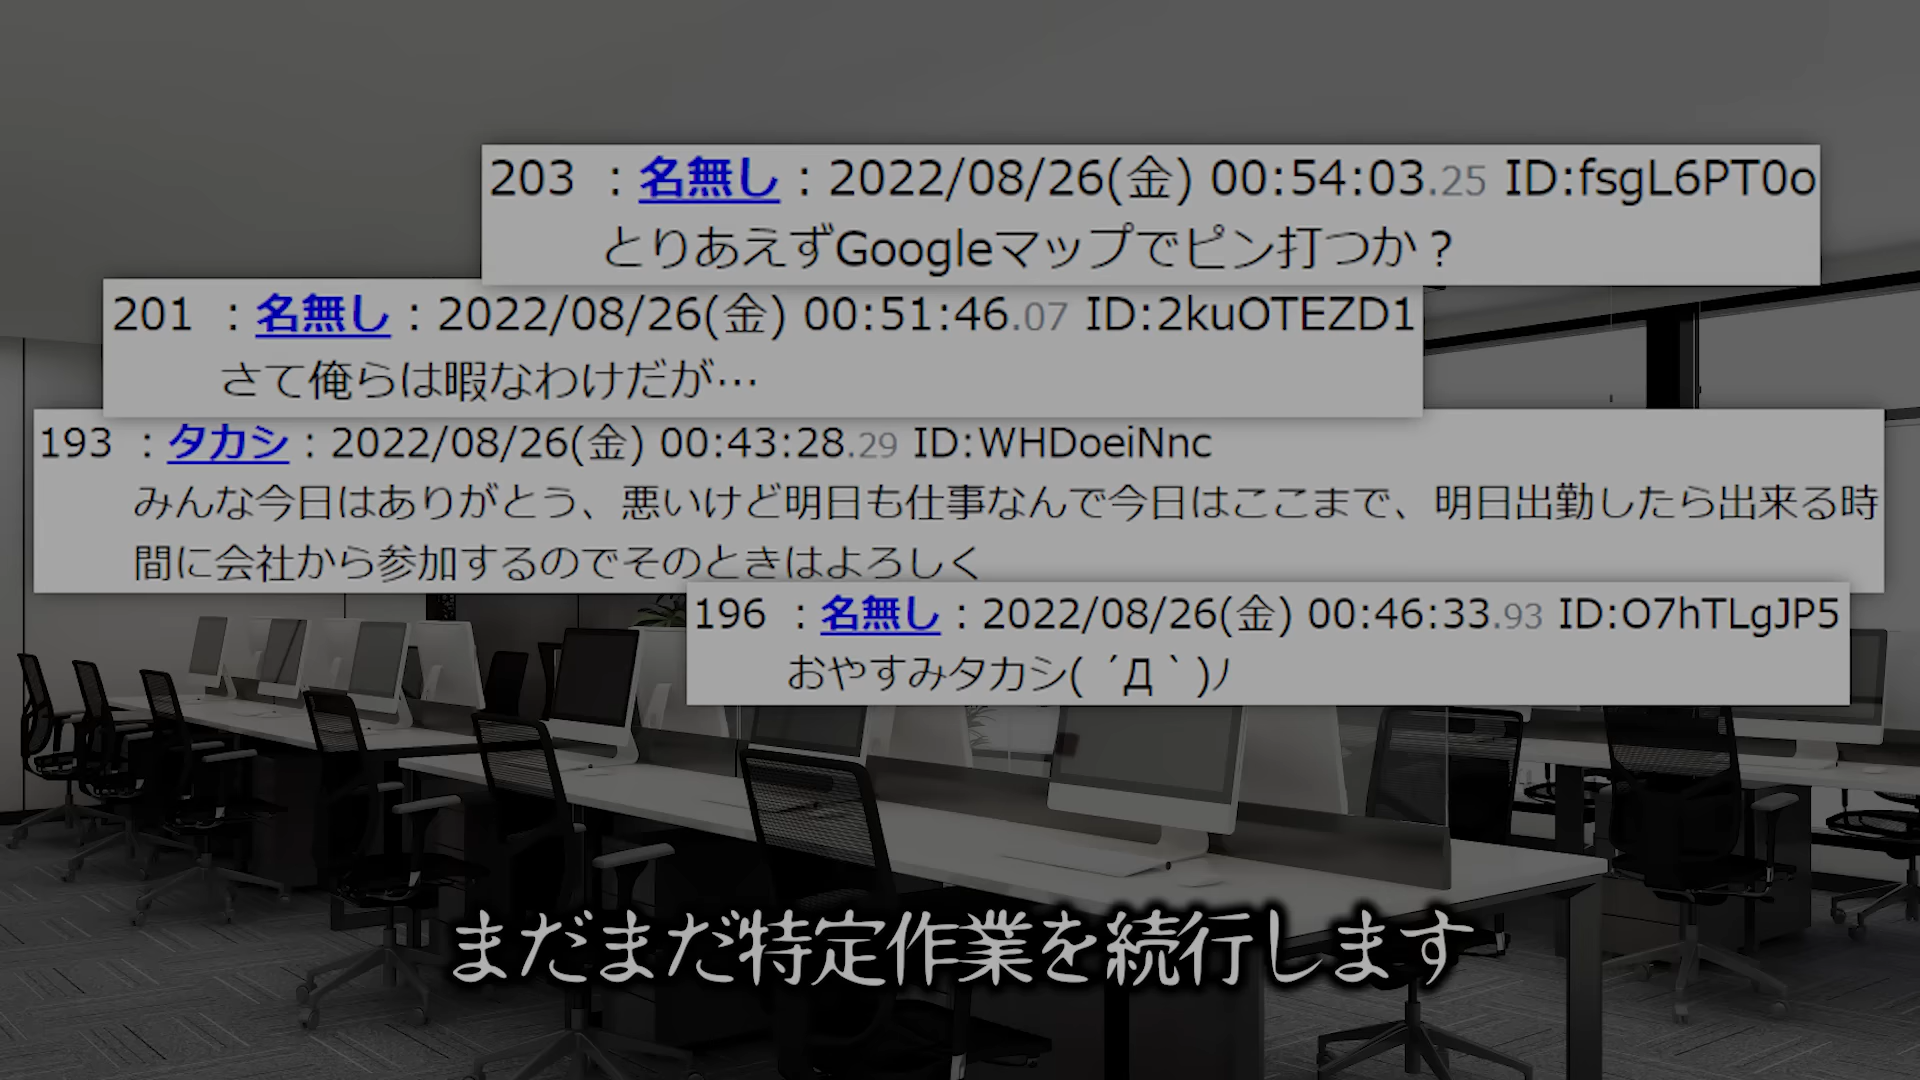 203 ：名無し：2022/08/26(金) 00:54:03.25 ID:fsgL6PT0o
とりあえずGoogleマップでピン打つか？
201 ：名無し：2022/08/26(金) 00:51:46.07 ID:2kuOTEZD1
さて俺らは暇なわけだが…
193 ：タカシ：2022/08/26(金) 00:43:28.29 ID:WHDoeiNnc
みんな今日はありがとう、悪いけど明日も仕事なんで今日はここまで、明日出勤したら出来る時
間に会社から参加するのでそのときはよろしく
196 ：名無し：2022/08/26(金) 00:46:33.93 ID:O7hTLgJP5
おやすみタカシ( ´Д｀)ﾉ
まだまだ特定作業を続行します